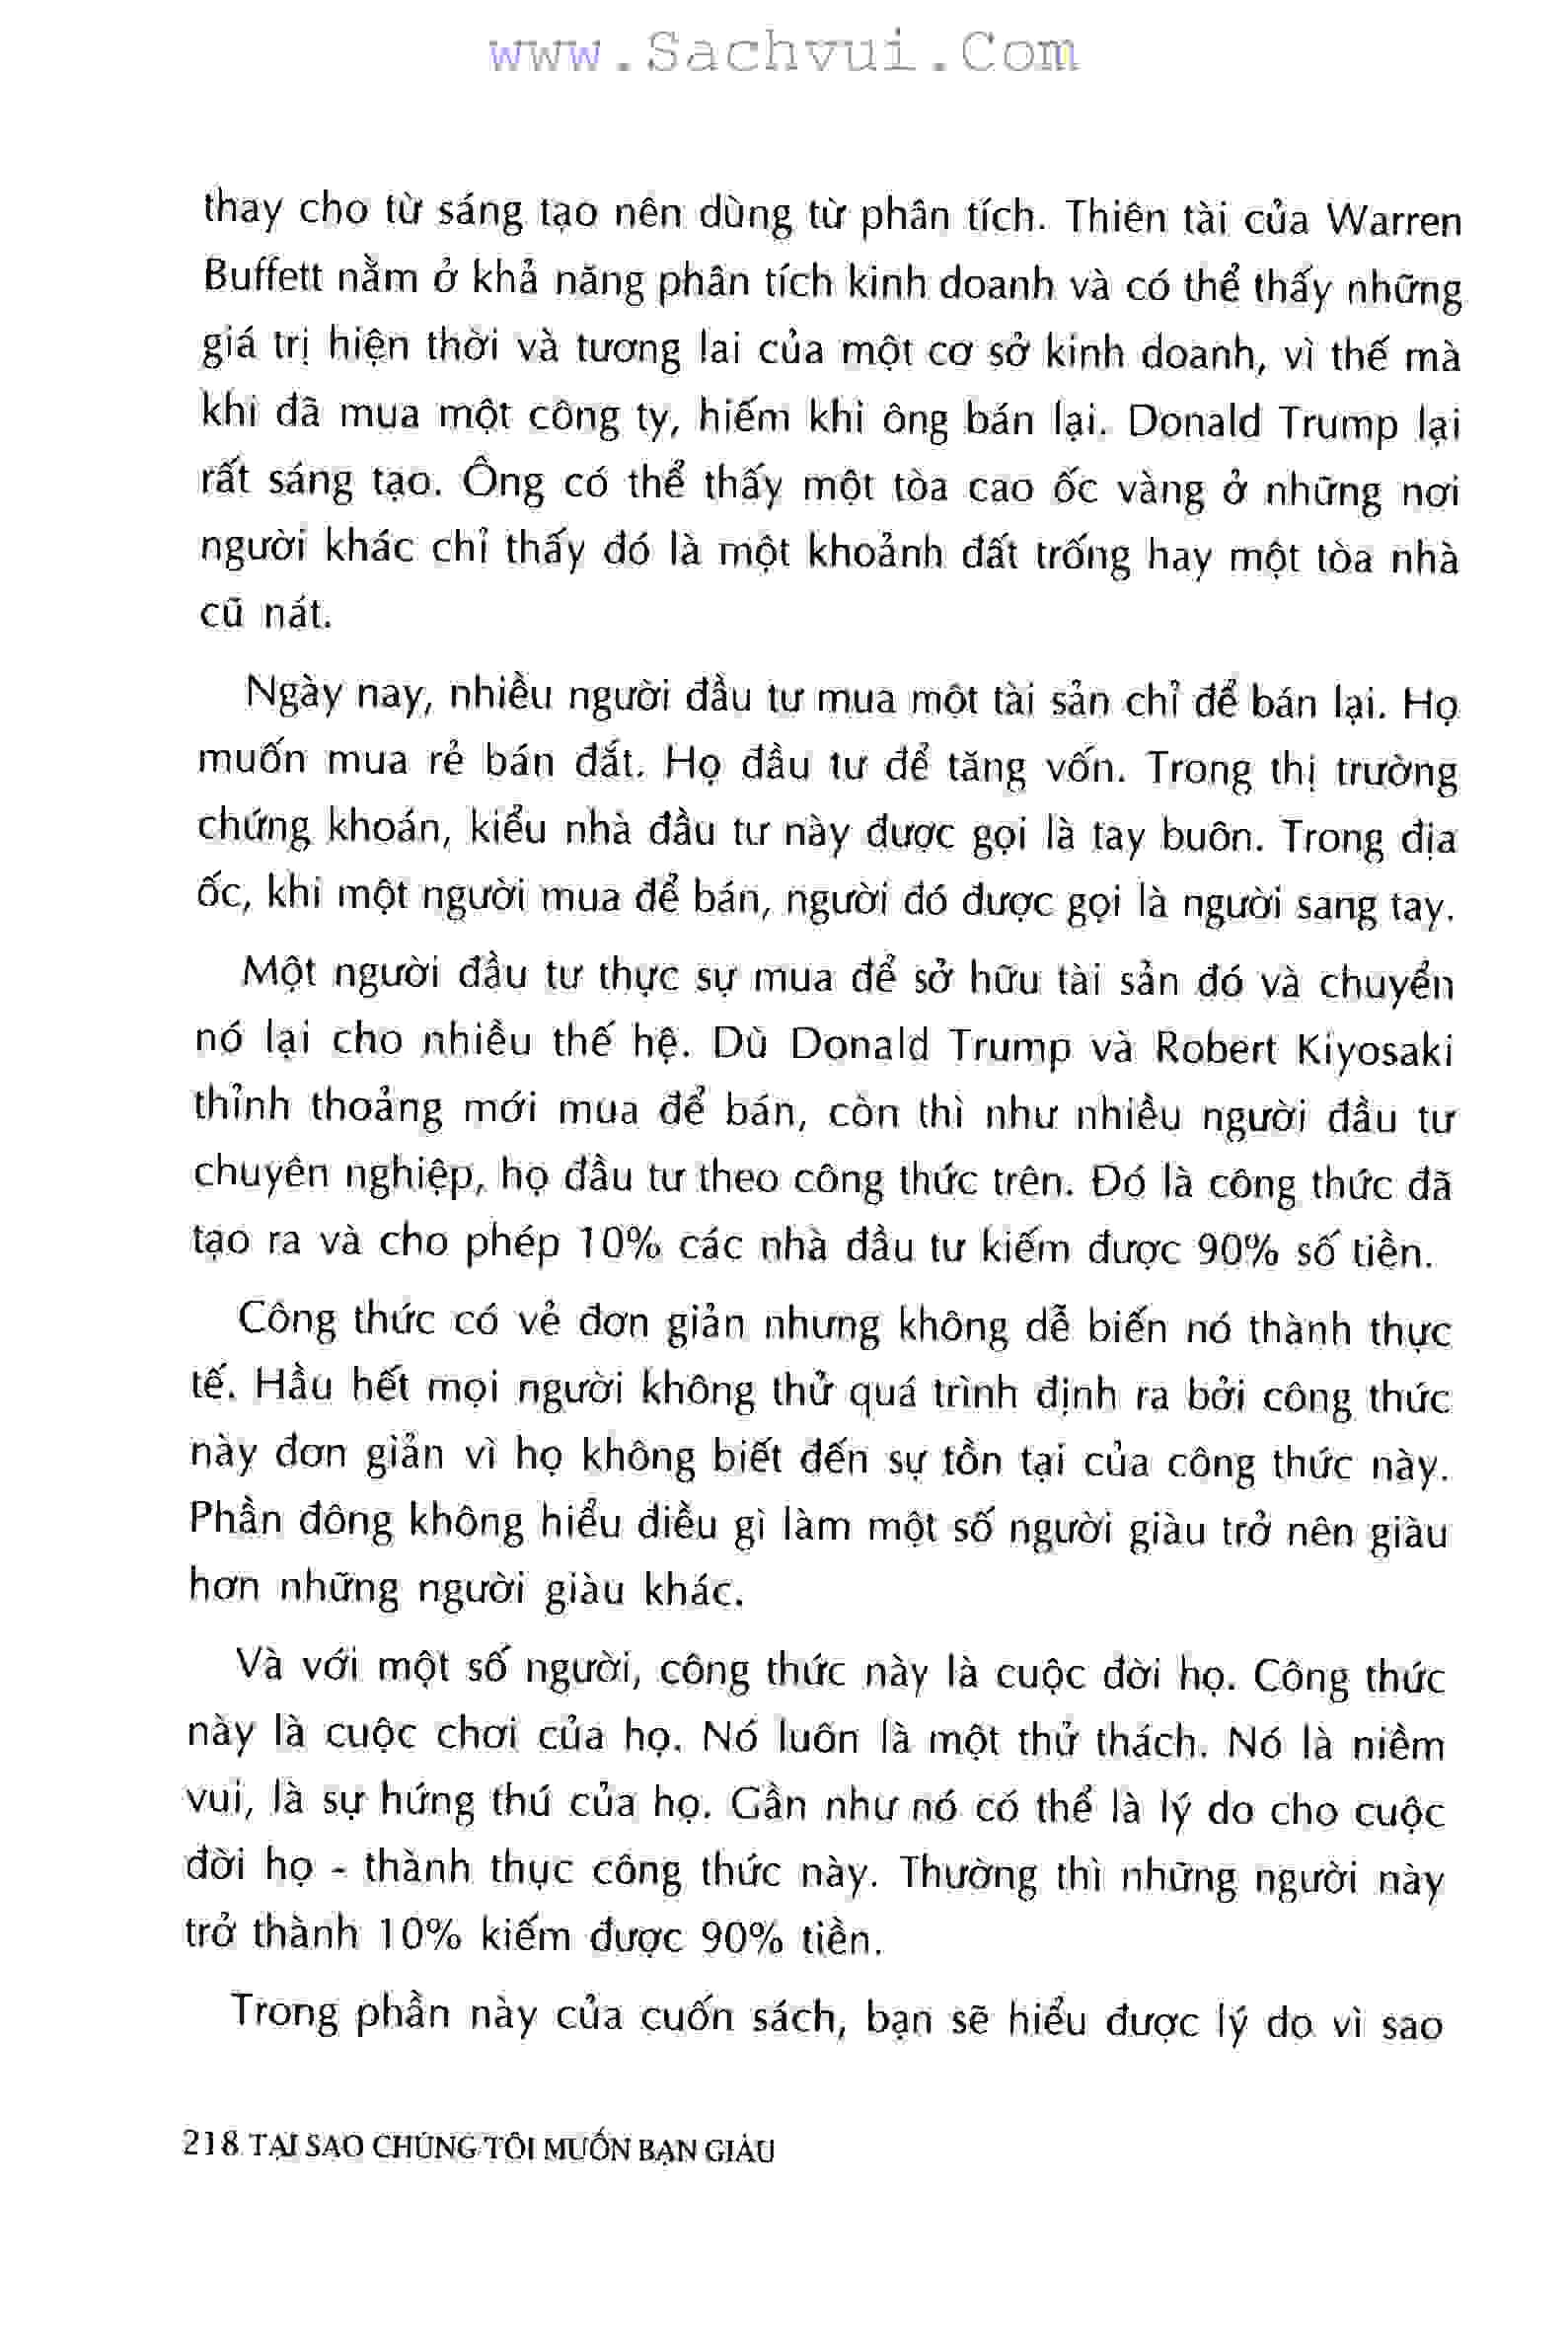 www.Sachvui.Com
thay cho từ sáng tạo nên dùng từ phân tích. Thiên tài của Warren
Buffett nằm ở khả năng phân tích kinh doanh và có thể thấy những
giá trị hiện thời và tương lai của một cơ sở kinh doanh, vì thế mà
khi đã mua một công ty, hiếm khi ông bán lại. Donald Trump lại
rất sáng tạo. Ông có thể thấy một tòa cao ốc vàng ở những nơi
người khác chỉ thấy đó là một khoảnh đất trống hay một tòa nhà
cũ nát.
Ngày nay, nhiều người đầu tư mua một tài sản chỉ để bán lại. Họ
muốn mua rẻ bán đắt. Họ đầu tư để tăng vốn. Trong thị trường
chứng khoán, kiểu nhà đầu tư này được gọi là tay buôn. Trong địa
ốc, khi một người mua để bán, người đó được gọi là người sang tay.
Một người đầu tư thực sự mua để sở hữu tài sản đó và chuyển
nó lại cho nhiều thế hệ. Dù Donald Trump và Robert Kiyosaki
thỉnh thoảng mới mua để bán, còn thì như nhiều người đầu tư
chuyên nghiệp, họ đầu tư theo công thức trên. Đó là công thức đã
tạo ra và cho phép 10% các nhà đầu tư kiếm được 90% số tiền.
Công thức có vẻ đơn giản nhưng không dễ biến nó thành thực
tế. Hầu hết mọi người không thử quá trình định ra bởi công thức
này đơn giản vì họ không biết đến sự tồn tại của công thức này.
Phần đông không hiểu điều gì làm một số người giàu trở nên giàu
hơn những người giàu khác.
Và với một số người, công thức này là cuộc đời họ. Công thức
này là cuộc chơi của họ. Nó luôn là một thử thách. Nó là niềm
vui, là sự hứng thú của họ. Gần như nó có thể là lý do cho cuộc
đời họ - thành thục công thức này. Thường thì những người này
trở thành 10% kiếm được 90% tiền.
Trong phần này của cuốn sách, bạn sẽ hiểu được lý do vì sao
218 TẠI SAO CHÚNG TÔI MUỐN BẠN GIÀU